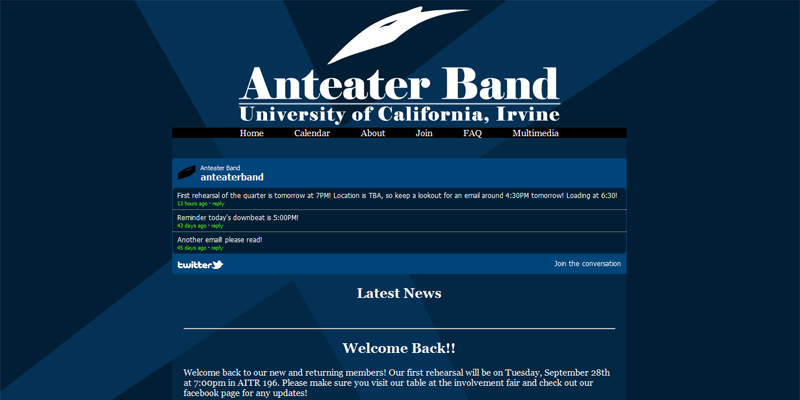 Anteater Band
University of California, Irvine
Home Calendar About Join FAQ Multimedia
Anteater Band
anteaterband
First rehearsal of the quarter is tomorrow at 7PM! Location is TBA, so keep a lookout for an email around 4:30PM tomorrow! Loading at 6:30!
13 hours ago · reply
Reminder today's downbeat is 5:00PM!
43 days ago · reply
Another email! please read!
45 days ago · reply
twitter Join the conversation
Latest News
Welcome Back!!
Welcome back to our new and returning members! Our first rehearsal will be on Tuesday, September 28th
at 7:00pm in AITR 196. Please make sure you visit our table at the involvement fair and check out our
facebook page for any updates!